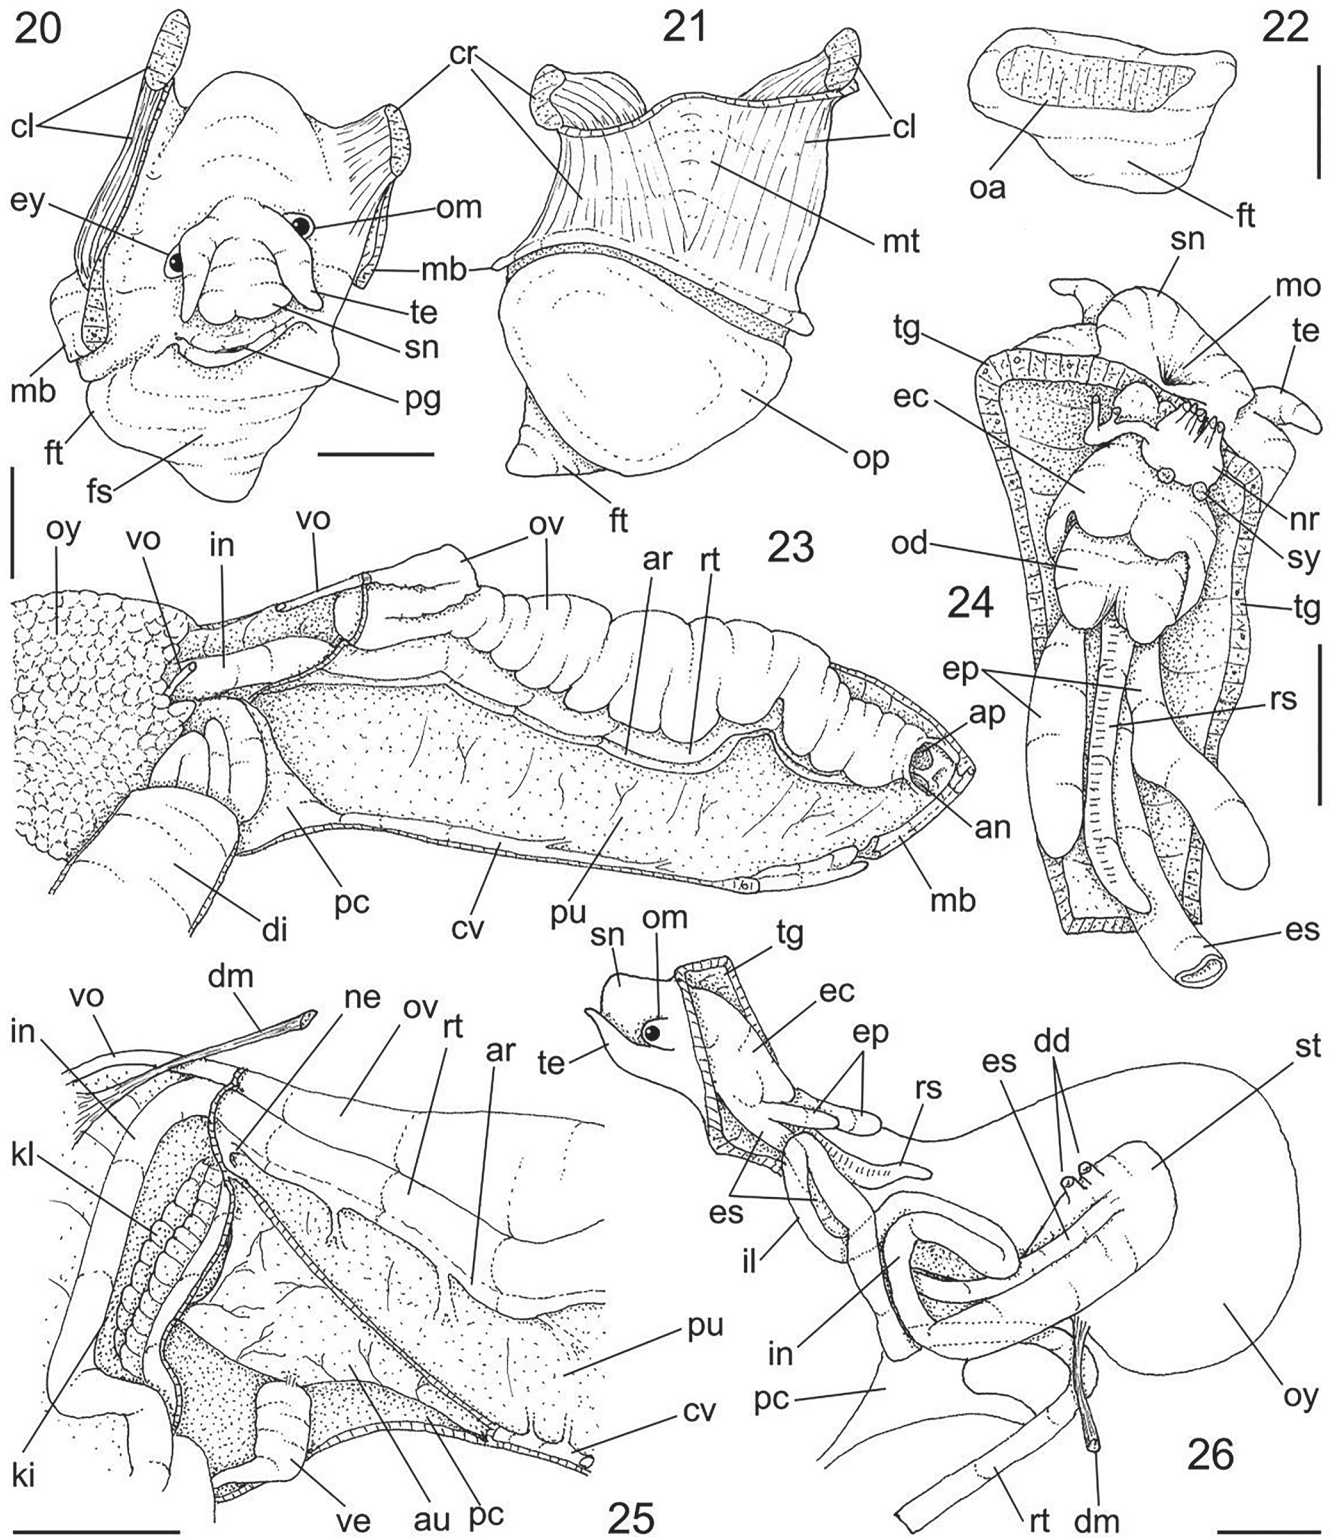 20
cl
ey
mb
ft
fs
om
mb
te
sn
pg
21
cr
cl
mt
op
ft
22
oa
ft
23
oy
vo
in
vo
ov
ar
rt
ap
an
mb
pu
cv
pc
di
24
sn
mo
te
tg
ec
od
nr
sy
tg
ep
rs
es
25
vo
dm
in
ne
ov
rt
ar
kl
ki
pu
cv
ve
au
pc
26
sn
om
tg
te
ec
ep
rs
es
dd
st
es
il
in
pc
oy
rt
dm